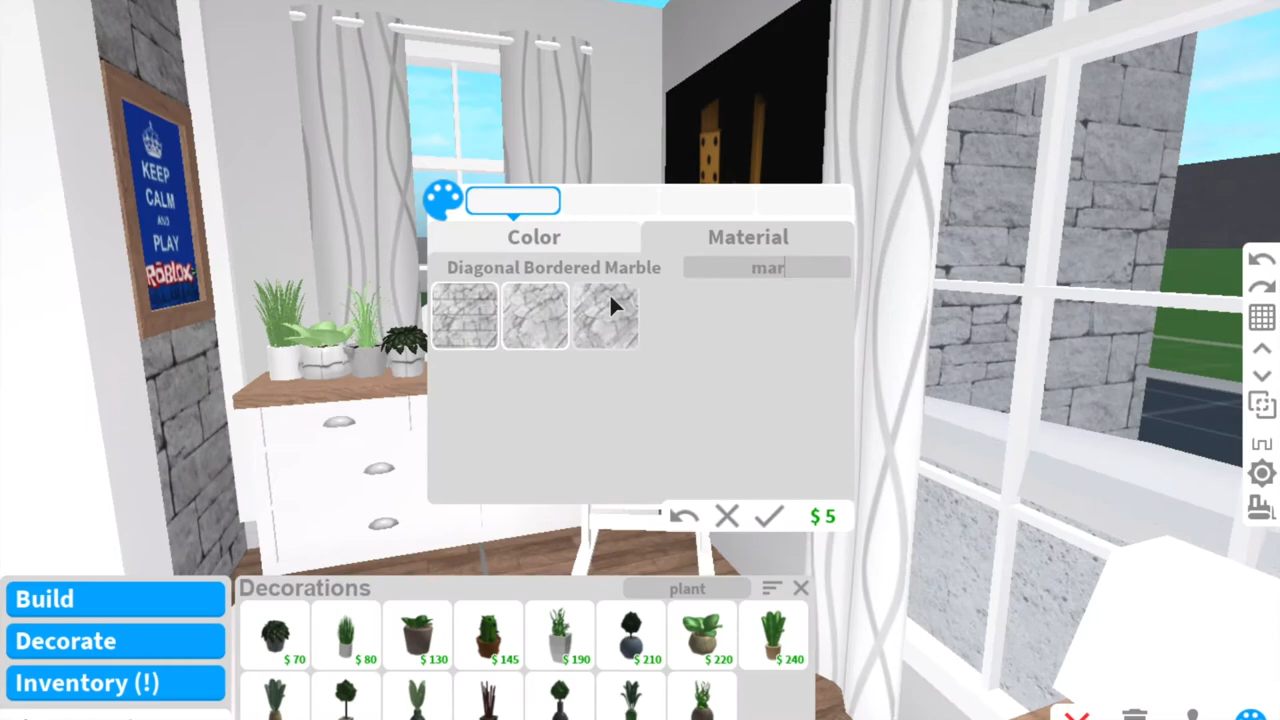 KEEP
CALM
AND
PLAY
ROBLOX
Color
Material
Diagonal Bordered Marble
mar
$ 5
Build
Decorate
Inventory (!)
Decorations
plant
$ 70
$ 80
$ 130
$ 145
$ 190
$ 210
$ 220
$ 240